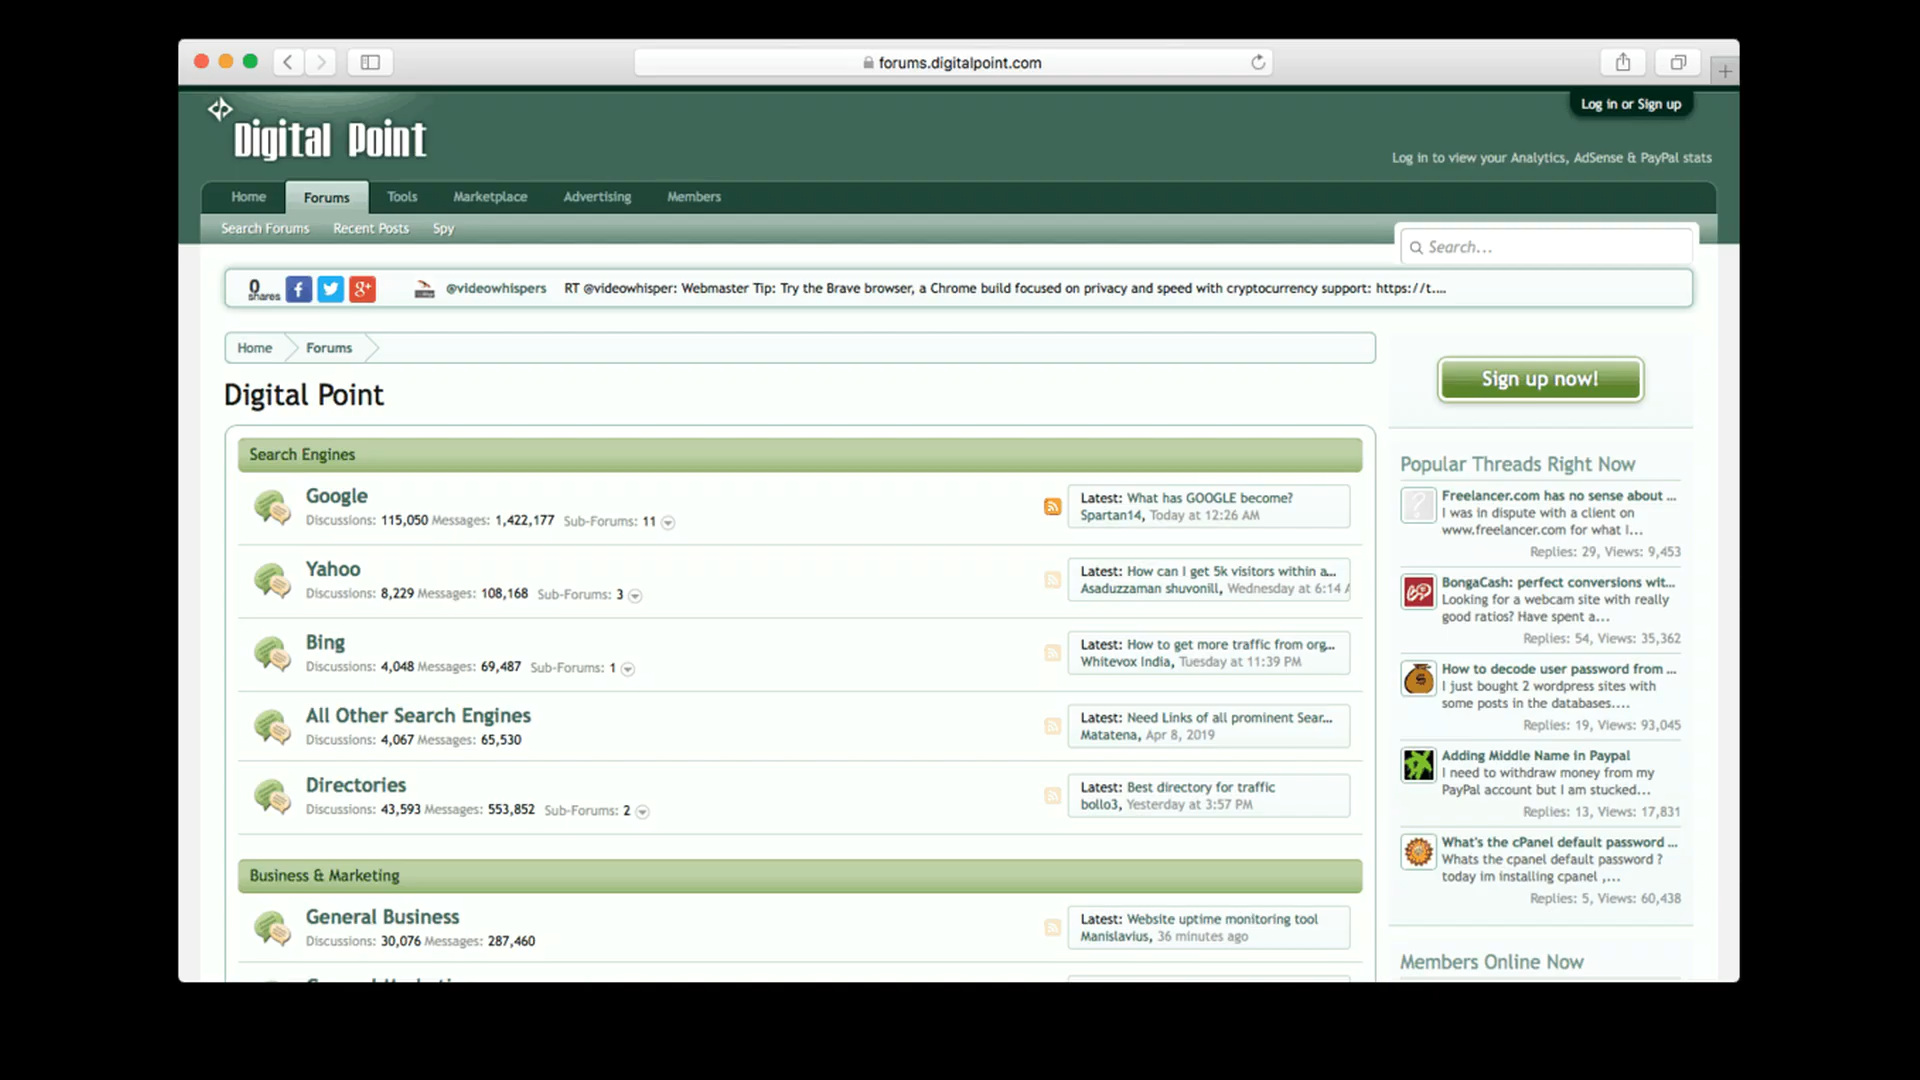 forums.digitalpoint.com
Log in or Sign up
Digital Point
Log in to view your Analytics, AdSense & PayPal stats
Home Forums Tools Marketplace Advertising Members
Search Forums Recent Posts Spy
Search...
0
shares
@videowhispers RT @videowhisper: Webmaster Tip: Try the Brave browser, a Chrome build focused on privacy and speed with cryptocurrency support: https://t....
Home Forums
Digital Point
Search Engines
Google
Discussions: 115,050 Messages: 1,422,177 Sub-Forums: 11
Latest: What has GOOGLE become?
Spartan14, Today at 12:26 AM
Yahoo
Discussions: 8,229 Messages: 108,168 Sub-Forums: 3
Latest: How can I get 5k visitors within a...
Asaduzzaman shuvonill, Wednesday at 6:14 A
Bing
Discussions: 4,048 Messages: 69,487 Sub-Forums: 1
Latest: How to get more traffic from org...
Whitevox India, Tuesday at 11:39 PM
All Other Search Engines
Discussions: 4,067 Messages: 65,530
Latest: Need Links of all prominent Sear...
Matatena, Apr 8, 2019
Directories
Discussions: 43,593 Messages: 553,852 Sub-Forums: 2
Latest: Best directory for traffic
bollo3, Yesterday at 3:57 PM
Business & Marketing
General Business
Discussions: 30,076 Messages: 287,460
Latest: Website uptime monitoring tool
Manislavius, 36 minutes ago
Sign up now!
Popular Threads Right Now
Freelancer.com has no sense about ...
I was in dispute with a client on
www.freelancer.com for what I...
Replies: 29, Views: 9,453
BongaCash: perfect conversions wit...
Looking for a webcam site with really
good ratios? Have spent a...
Replies: 54, Views: 35,362
How to decode user password from ...
I just bought 2 wordpress sites with
some posts in the databases....
Replies: 19, Views: 93,045
Adding Middle Name in Paypal
I need to withdraw money from my
PayPal account but I am stucked...
Replies: 13, Views: 17,831
What's the cPanel default password ...
Whats the cpanel default password ?
today im installing cpanel ,...
Replies: 5, Views: 60,438
Members Online Now